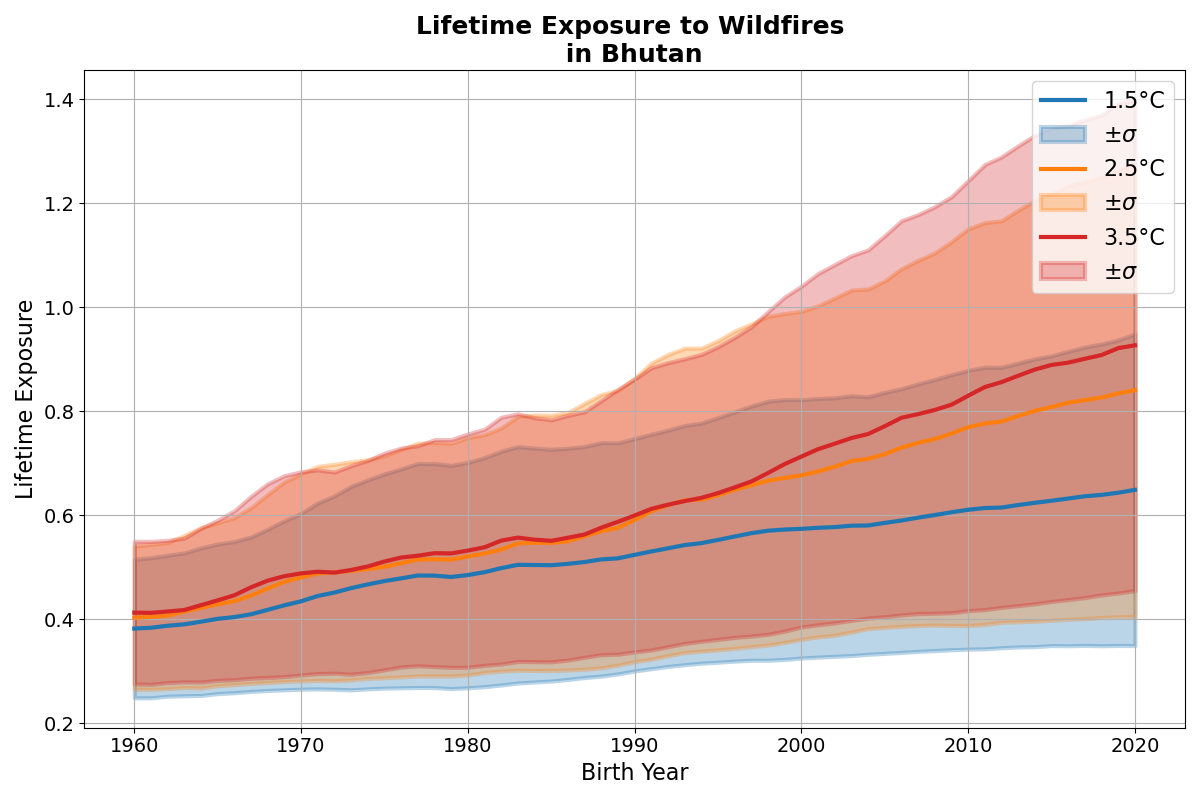 Lifetime Exposure to Wildfires
in Bhutan
Lifetime Exposure
1.4
1.2
1.0
0.8
0.6
0.4
0.2
1960
1970
1980
1990
2000
2010
2020
Birth Year
1.5°C
±σ
2.5°C
±σ
3.5°C
±σ